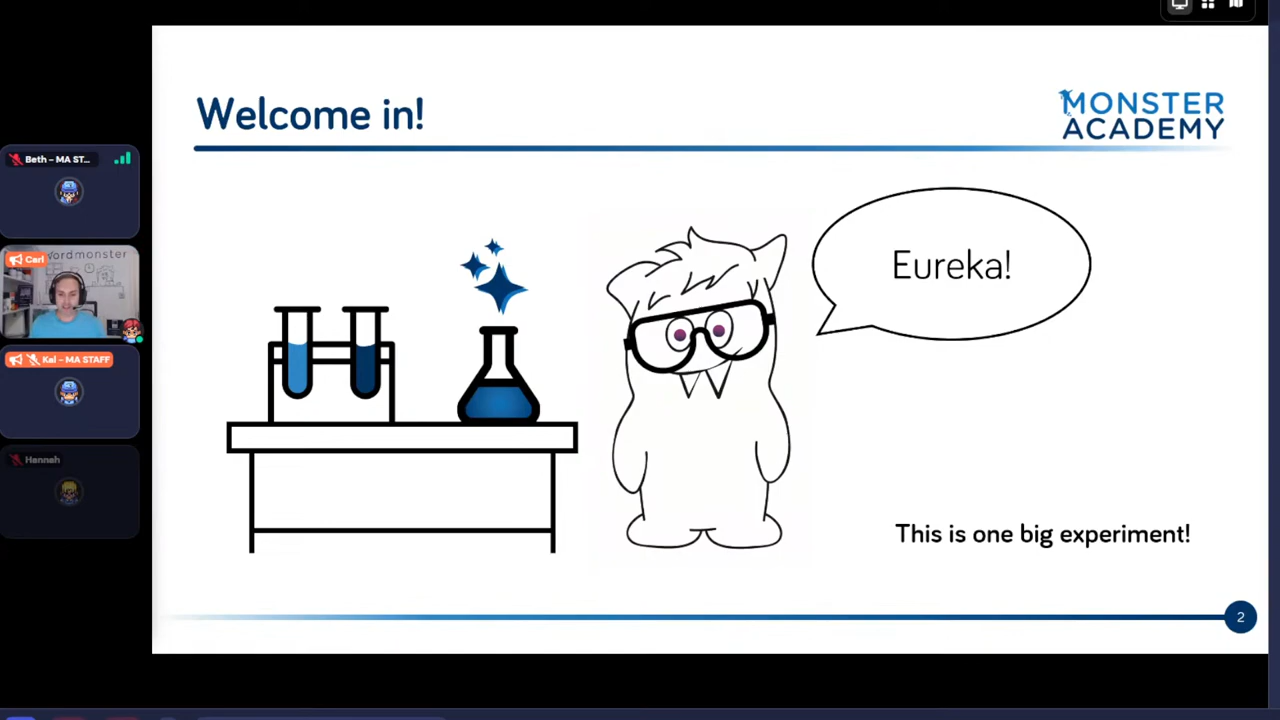 Welcome in!
MONSTER
ACADEMY
Beth – MA ST...
Carl
wordmonster
Kai – MA STAFF
Hannah
Eureka!
This is one big experiment!
2